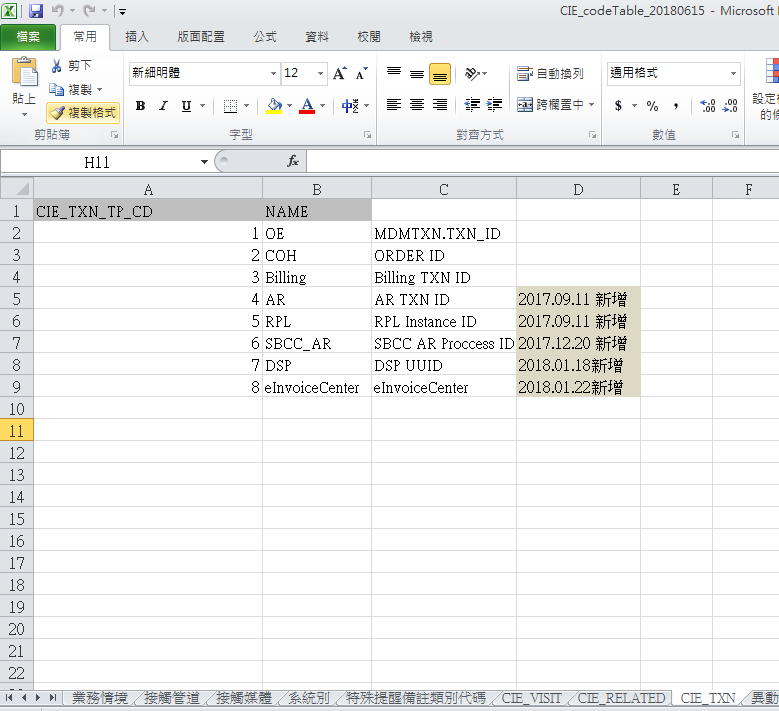 CIE_codeTable_20180615 - Microsoft
檔案 常用 插入 版面配置 公式 資料 校閱 檢視
貼上 剪下 複製 複製格式 剪貼簿
新細明體 12 A A
B I U A 中 字型
自動換列
跨欄置中
對齊方式
通用格式
$ % , .00 .00
數值
設定格
的條
H11 fx
A B C D E F
1 CIE_TXN_TP_CD NAME
2 1 OE MDMTXN.TXN_ID
3 2 COH ORDER ID
4 3 Billing Billing TXN ID
5 4 AR AR TXN ID 2017.09.11 新增
6 5 RPL RPL Instance ID 2017.09.11 新增
7 6 SBCC_AR SBCC AR Proccess ID 2017.12.20 新增
8 7 DSP DSP UUID 2018.01.18新增
9 8 eInvoiceCenter eInvoiceCenter 2018.01.22新增
10
11
12
13
14
15
16
17
18
19
20
21
22
業務情境 接觸管道 接觸媒體 系統別 特殊提醒備註類別代碼 CIE_VISIT CIE_RELATED CIE_TXN 異動